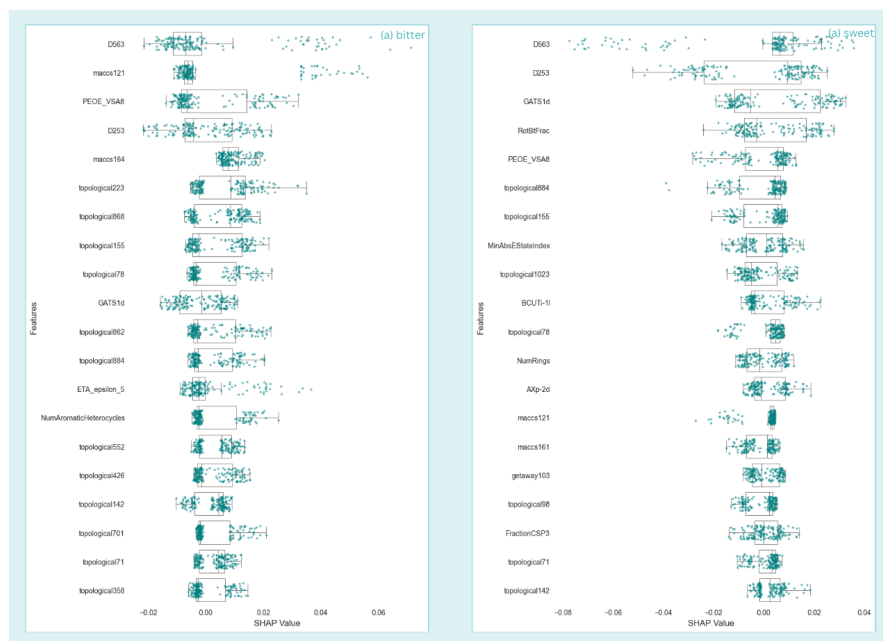 (a) bitter
D563
maccs121
PEOE_VSA8
D253
maccs164
topological223
topological868
topological155
topological78
GATS1d
topological862
topological884
ETA_epsilon_5
NumAromaticHeterocycles
topological552
topological426
topological142
topological701
topological71
topological358
Features
-0.02 0.00 0.02 0.04 0.06
SHAP Value
(a) sweet
D563
D253
GATS1d
RotBtFrac
PEOE_VSA8
topological884
topological155
MinAbsEStateIndex
topological1023
BCUTi-1l
topological78
NumRings
AXp-2d
maccs121
maccs161
getaway103
topological98
FractionCSP3
topological71
topological142
Features
-0.08 -0.06 -0.04 -0.02 0.00 0.02 0.04
SHAP Value